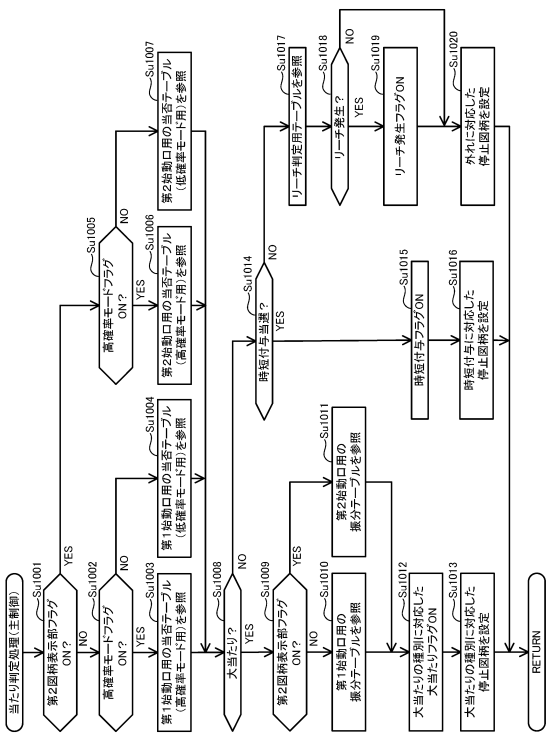 当たり判定処理(主制御)
Su1001
第2図柄表示部フラグ
ON?
YES
NO
Su1002
高確率モードフラグ
ON?
NO
YES
Su1003
第1始動口用の当否テーブル
(高確率モード用)を参照
Su1004
第1始動口用の当否テーブル
(低確率モード用)を参照
Su1005
高確率モードフラグ
ON?
NO
YES
Su1006
第2始動口用の当否テーブル
(高確率モード用)を参照
Su1007
第2始動口用の当否テーブル
(低確率モード用)を参照
Su1008
大当たり?
NO
YES
Su1009
第2図柄表示部フラグ
ON?
YES
NO
Su1010
第1始動口用の
振分テーブルを参照
Su1011
第2始動口用の
振分テーブルを参照
Su1012
大当たりの種別に対応した
大当たりフラグON
Su1013
大当たりの種別に対応した
停止図柄を設定
Su1014
時短付与当選?
NO
YES
Su1015
時短付与フラグON
Su1016
時短付与に対応した
停止図柄を設定
Su1017
リーチ判定用テーブルを参照
Su1018
リーチ発生?
NO
YES
Su1019
リーチ発生フラグON
Su1020
外れに対応した
停止図柄を設定
RETURN